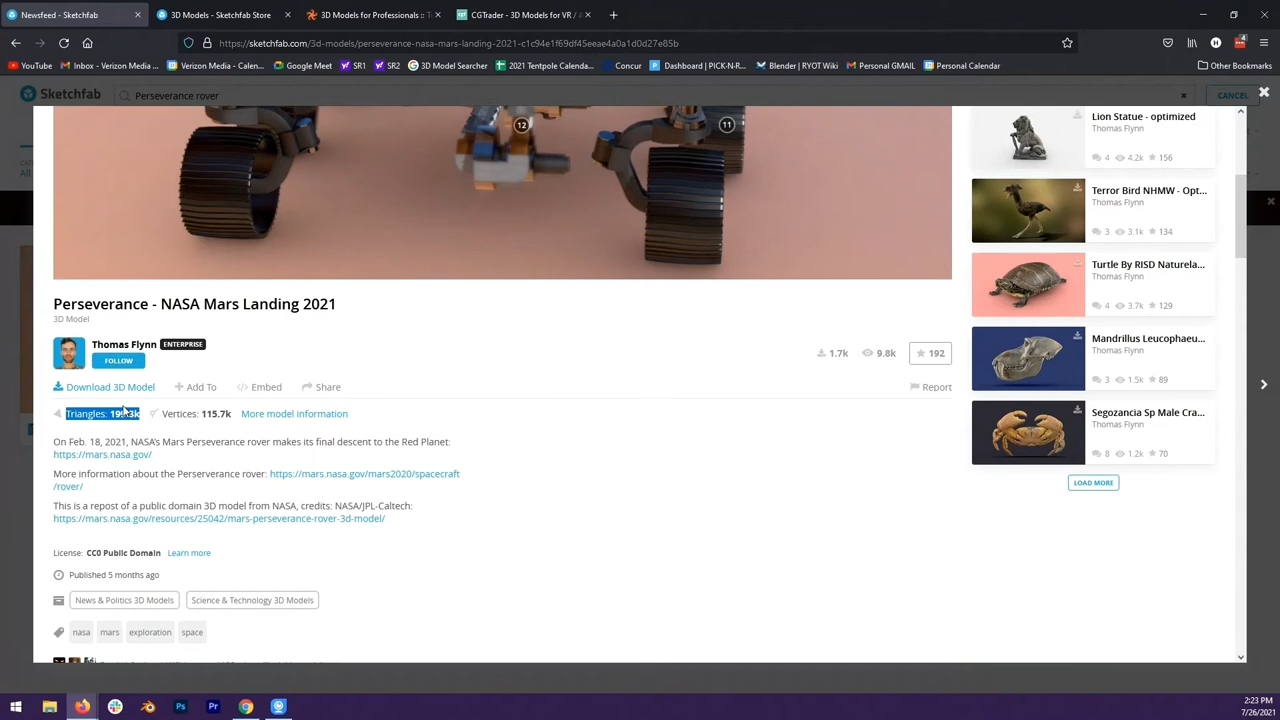 Newsfeed - Sketchfab
3D Models - Sketchfab Store
3D Models for Professionals :: T
CGTrader - 3D Models for VR / A
https://sketchfab.com/3d-models/perseverance-nasa-mars-landing-2021-c1c94e1f69df45eeae4a0a1d0d27e85b
YouTube
Inbox - Verizon Media ...
Verizon Media - Calen...
Google Meet
SR1
SR2
3D Model Searcher
2021 Tentpole Calenda...
Concur
Dashboard | PICK-N-R...
Blender | RYOT Wiki
Personal GMAIL
Personal Calendar
Other Bookmarks
Sketchfab
Perseverance rover
CANCEL
12
11
Perseverance - NASA Mars Landing 2021
3D Model
Thomas Flynn ENTERPRISE
FOLLOW
1.7k 9.8k 192
Download 3D Model Add To Embed Share Report
Triangles: Vertices: 115.7k More model information
On Feb. 18, 2021, NASA's Mars Perseverance rover makes its final descent to the Red Planet:
https://mars.nasa.gov/
More information about the Perserverance rover: https://mars.nasa.gov/mars2020/spacecraft
/rover/
This is a repost of a public domain 3D model from NASA, credits: NASA/JPL-Caltech:
https://mars.nasa.gov/resources/25042/mars-perseverance-rover-3d-model/
License: CC0 Public Domain Learn more
Published 5 months ago
News & Politics 3D Models Science & Technology 3D Models
nasa mars exploration space
Lion Statue - optimized
Thomas Flynn
4 4.2k 156
Terror Bird NHMW - Opt...
Thomas Flynn
3 3.1k 134
Turtle By RISD Naturela...
Thomas Flynn
4 3.7k 129
Mandrillus Leucophaeu...
Thomas Flynn
3 1.5k 89
Segozancia Sp Male Cra...
Thomas Flynn
8 1.2k 70
LOAD MORE
2:23 PM
7/26/2021